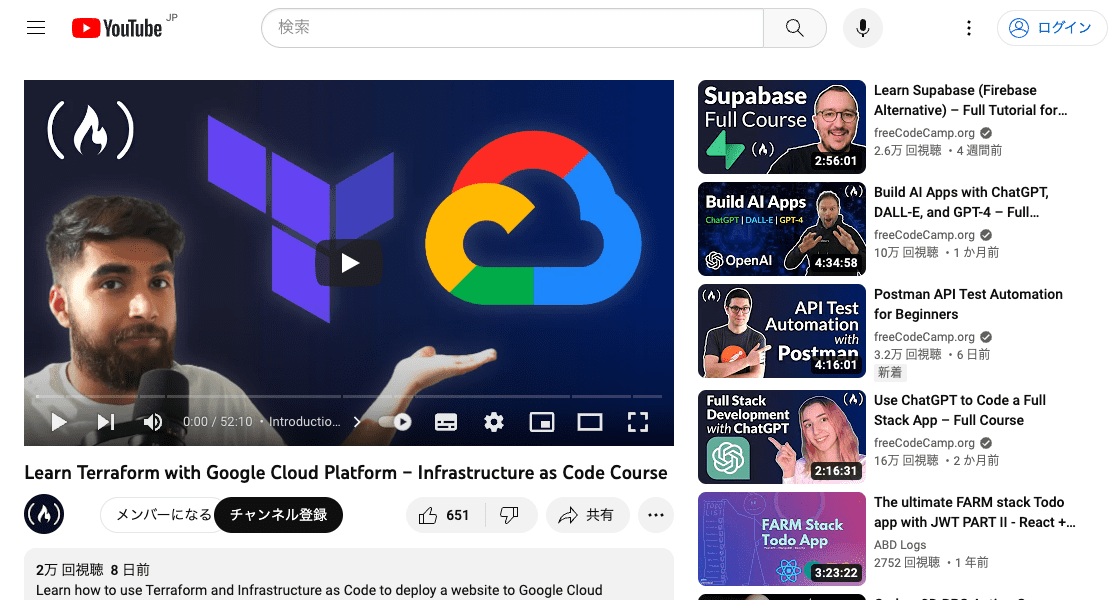 YouTube JP
検索
ログイン
0:00 / 52:10 ・ Introductio...
Learn Terraform with Google Cloud Platform – Infrastructure as Code Course
メンバーになる
チャンネル登録
651
共有
2万 回視聴 8 日前
Learn how to use Terraform and Infrastructure as Code to deploy a website to Google Cloud
Supabase
Full Course
2:56:01
Learn Supabase (Firebase
Alternative) – Full Tutorial for...
freeCodeCamp.org
2.6万 回視聴 ・4 週間前
Build AI Apps
ChatGPT | DALL-E | GPT-4
OpenAI
4:34:58
Build AI Apps with ChatGPT,
DALL-E, and GPT-4 – Full...
freeCodeCamp.org
10万 回視聴 ・1 か月前
API Test
Automation
with
Postman
4:16:01
Postman API Test Automation
for Beginners
freeCodeCamp.org
3.2万 回視聴 ・6 日前
新着
Full Stack
Development
with ChatGPT
2:16:31
Use ChatGPT to Code a Full
Stack App – Full Course
freeCodeCamp.org
16万 回視聴 ・2 か月前
FARM Stack
Todo App
3:23:22
The ultimate FARM stack Todo
app with JWT PART II - React +...
ABD Logs
2752 回視聴 ・1 年前